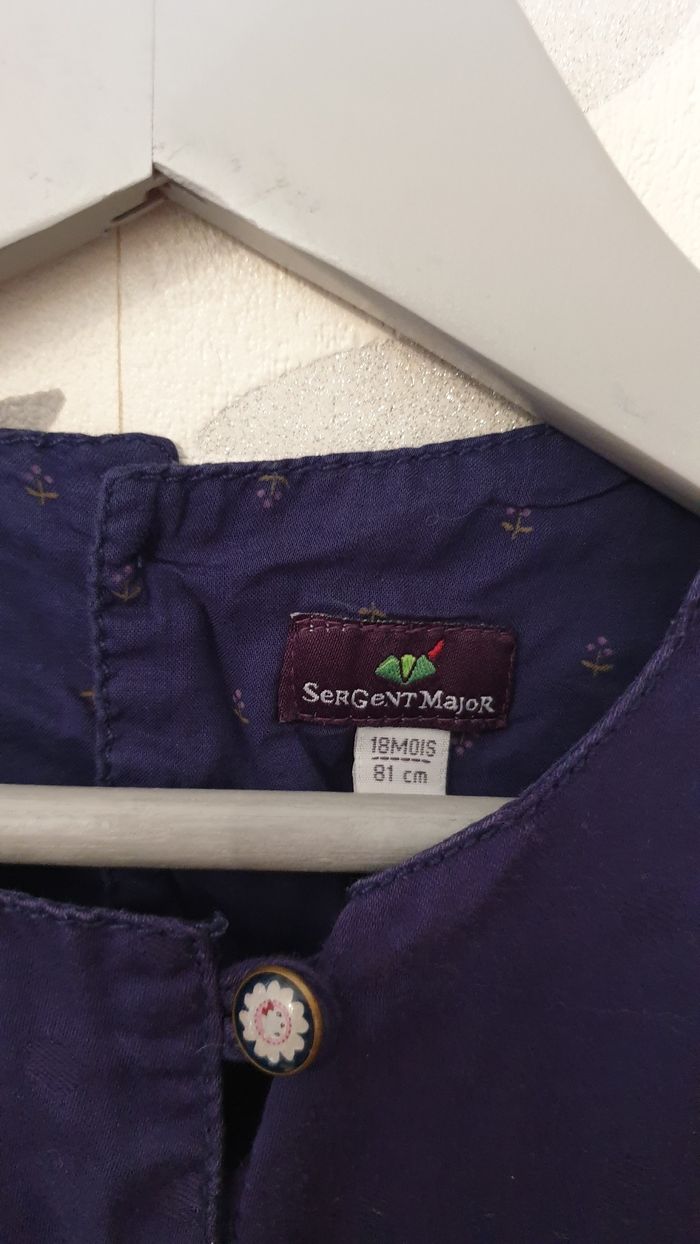 SerGeNT MajoR
18MOIS
81 cm